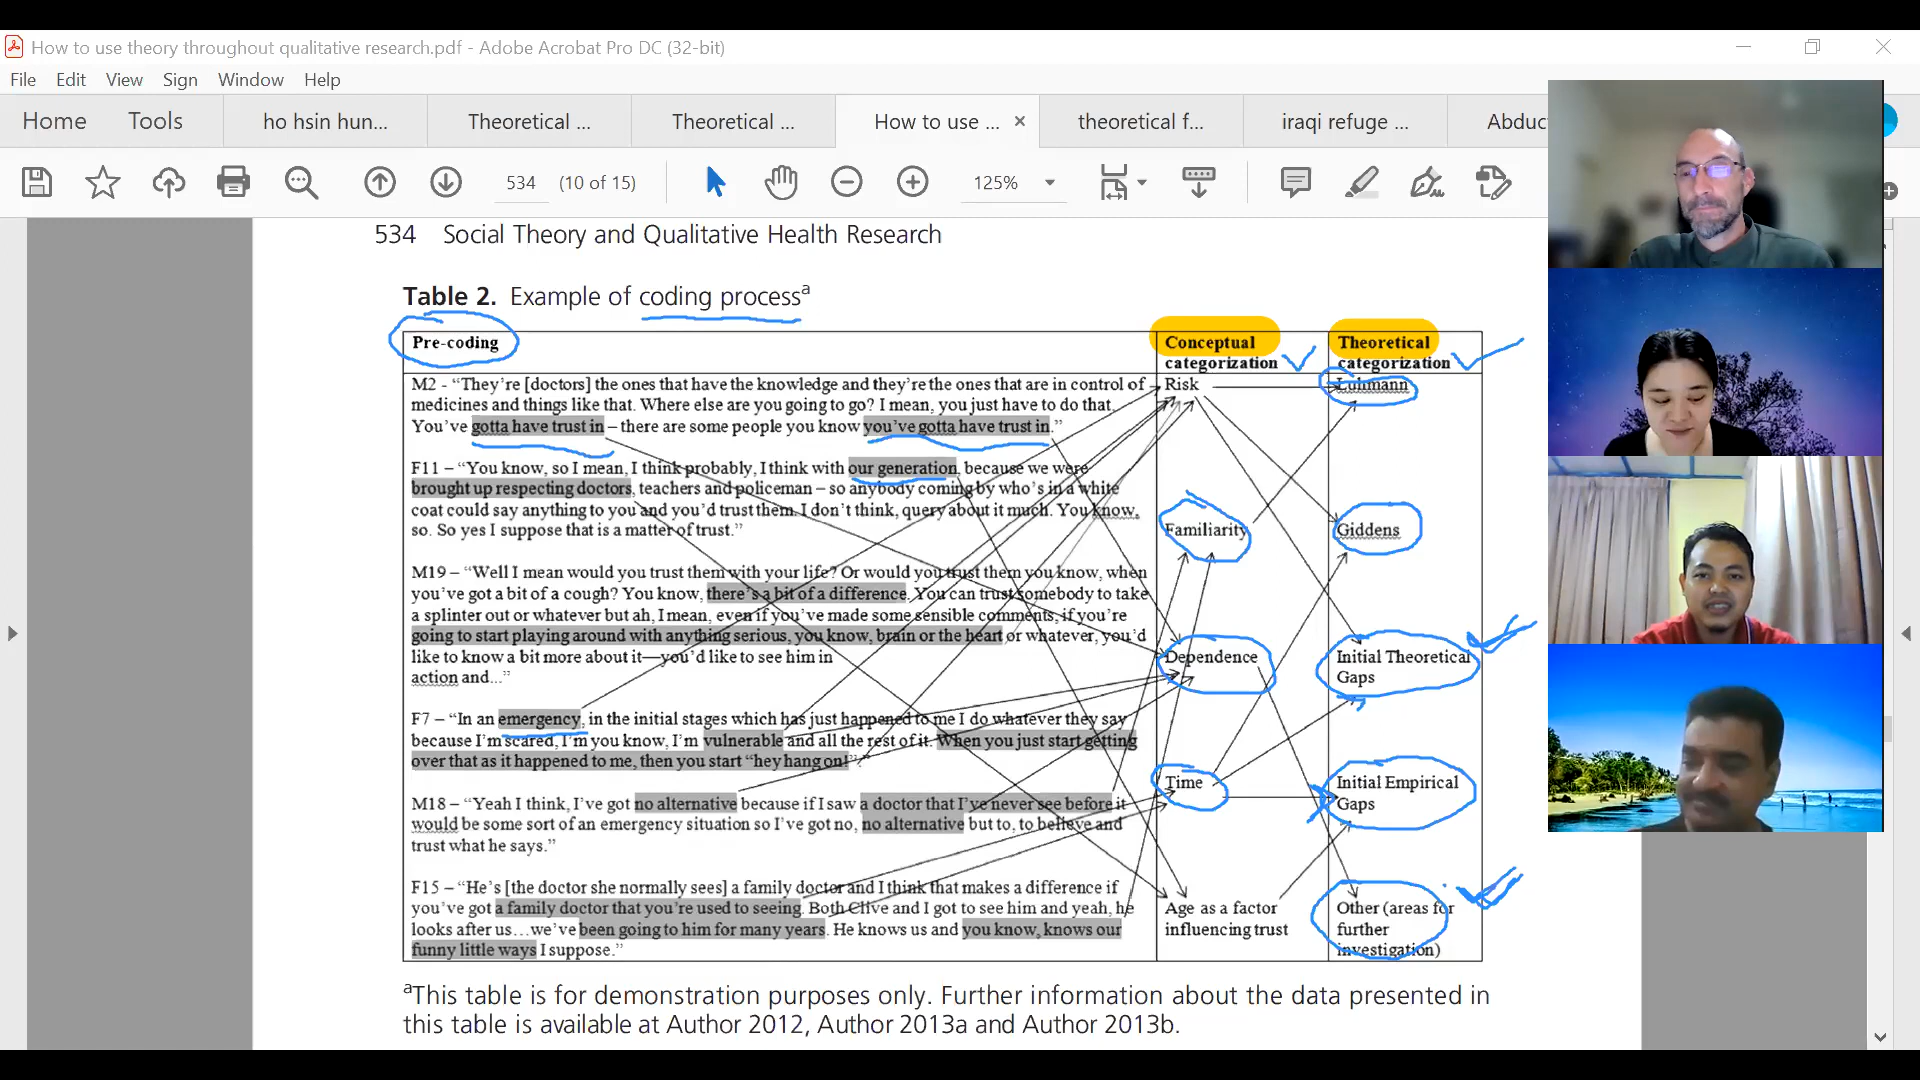 How to use theory throughout qualitative research.pdf - Adobe Acrobat Pro DC (32-bit)
File Edit View Sign Window Help
Home Tools ho hsin hun... Theoretical ... Theoretical ... How to use ... × theoretical f... iraqi refuge ... Abduc
534 (10 of 15) 125%
534 Social Theory and Qualitative Health Research
Table 2. Example of coding processᵃ
Pre-coding
M2 - “They’re [doctors] the ones that have the knowledge and they’re the ones that are in control of
medicines and things like that. Where else are you going to go? I mean, you just have to do that.
You’ve gotta have trust in – there are some people you know you’ve gotta have trust in.”
F11 – “You know, so I mean, I think probably, I think with our generation, because we were
brought up respecting doctors, teachers and policeman – so anybody coming by who’s in a white
coat could say anything to you and you’d trust them. I don’t think, query about it much. You know,
so. So yes I suppose that is a matter of trust.”
M19 – “Well I mean would you trust them with your life? Or would you trust them you know, when
you’ve got a bit of a cough? You know, there’s a bit of a difference. You can trust somebody to take
a splinter out or whatever but ah, I mean, even if you’ve made some sensible comments, if you’re
going to start playing around with anything serious, you know, brain or the heart or whatever, you’d
like to know a bit more about it—you’d like to see him in
action and...”
F7 – “In an emergency, in the initial stages which has just happened to me I do whatever they say
because I’m scared, I’m you know, I’m vulnerable and all the rest of it. When you just start getting
over that as it happened to me, then you start “hey hang on!”.”
M18 – “Yeah I think, I’ve got no alternative because if I saw a doctor that I’ve never see before it
would be some sort of an emergency situation so I’ve got no, no alternative but to, to believe and
trust what he says.”
F15 – “He’s [the doctor she normally sees] a family doctor and I think that makes a difference if
you’ve got a family doctor that you’re used to seeing. Both Clive and I got to see him and yeah, he
looks after us…we’ve been going to him for many years. He knows us and you know, knows our
funny little ways I suppose.”
Conceptual
categorization
Risk
Familiarity
Dependence
Time
Age as a factor
influencing trust
Theoretical
categorization
Luhmann
Giddens
Initial Theoretical
Gaps
Initial Empirical
Gaps
Other (areas for
further
investigation)
ᵃThis table is for demonstration purposes only. Further information about the data presented in
this table is available at Author 2012, Author 2013a and Author 2013b.